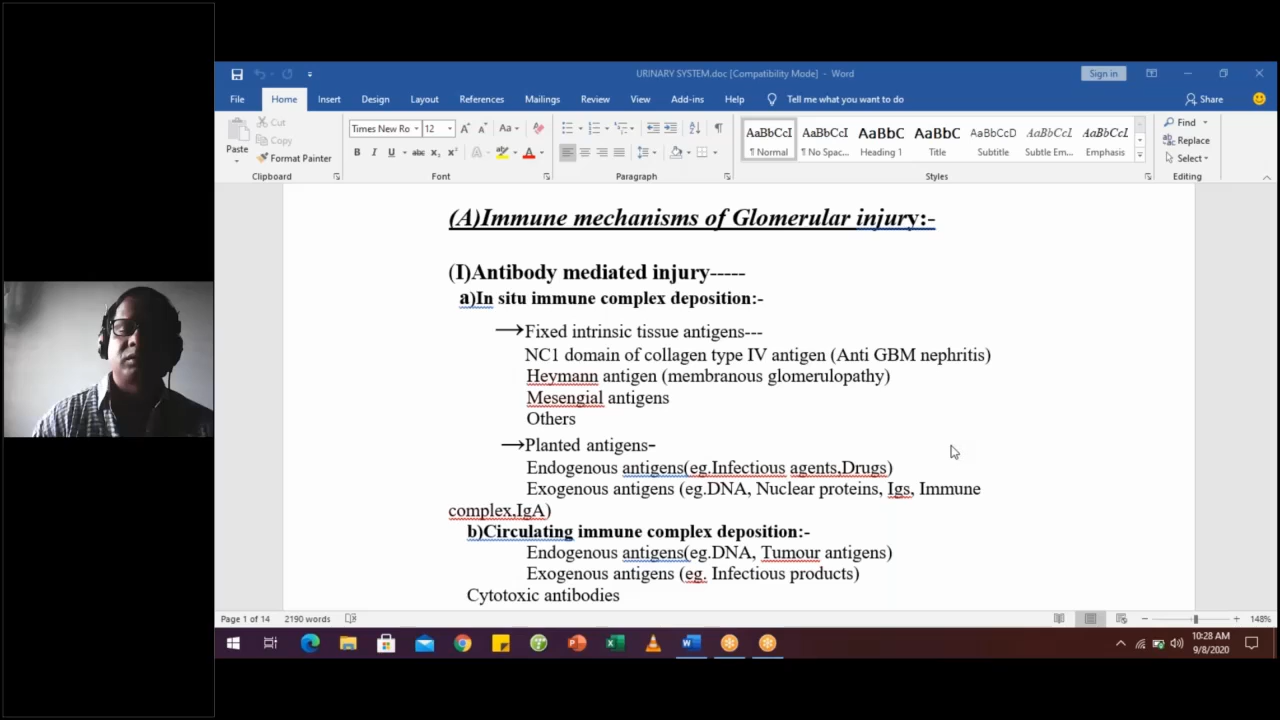 URINARY SYSTEM.doc [Compatibility Mode] - Word
Sign in
File Home Insert Design Layout References Mailings Review View Add-ins Help Tell me what you want to do Share
Cut
Copy
Paste
Format Painter
Clipboard
Times New Ro 12
Font
Paragraph
AaBbCcI AaBbCcI AaBbC AaBbC AaBbCcD AaBbCcI AaBbCcI
¶ Normal ¶ No Spac... Heading 1 Title Subtitle Subtle Em... Emphasis
Styles
Find
Replace
Select
Editing
(A)Immune mechanisms of Glomerular injury:-
(I)Antibody mediated injury-----
a)In situ immune complex deposition:-
→Fixed intrinsic tissue antigens---
NC1 domain of collagen type IV antigen (Anti GBM nephritis)
Heymann antigen (membranous glomerulopathy)
Mesengial antigens
Others
→Planted antigens-
Endogenous antigens(eg.Infectious agents,Drugs)
Exogenous antigens (eg.DNA, Nuclear proteins, Igs, Immune
complex,IgA)
b)Circulating immune complex deposition:-
Endogenous antigens(eg.DNA, Tumour antigens)
Exogenous antigens (eg. Infectious products)
Cytotoxic antibodies
Page 1 of 14 2190 words 148%
10:28 AM
9/8/2020